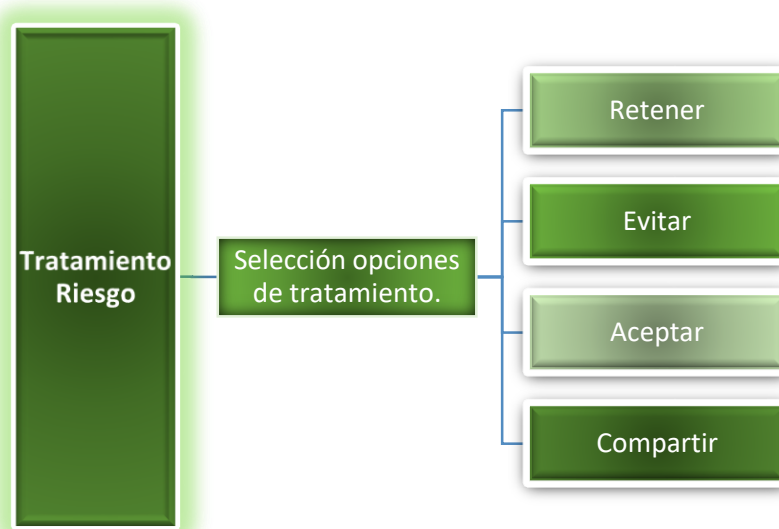 Tratamiento
Riesgo
Selección opciones
de tratamiento.
Retener
Evitar
Aceptar
Compartir